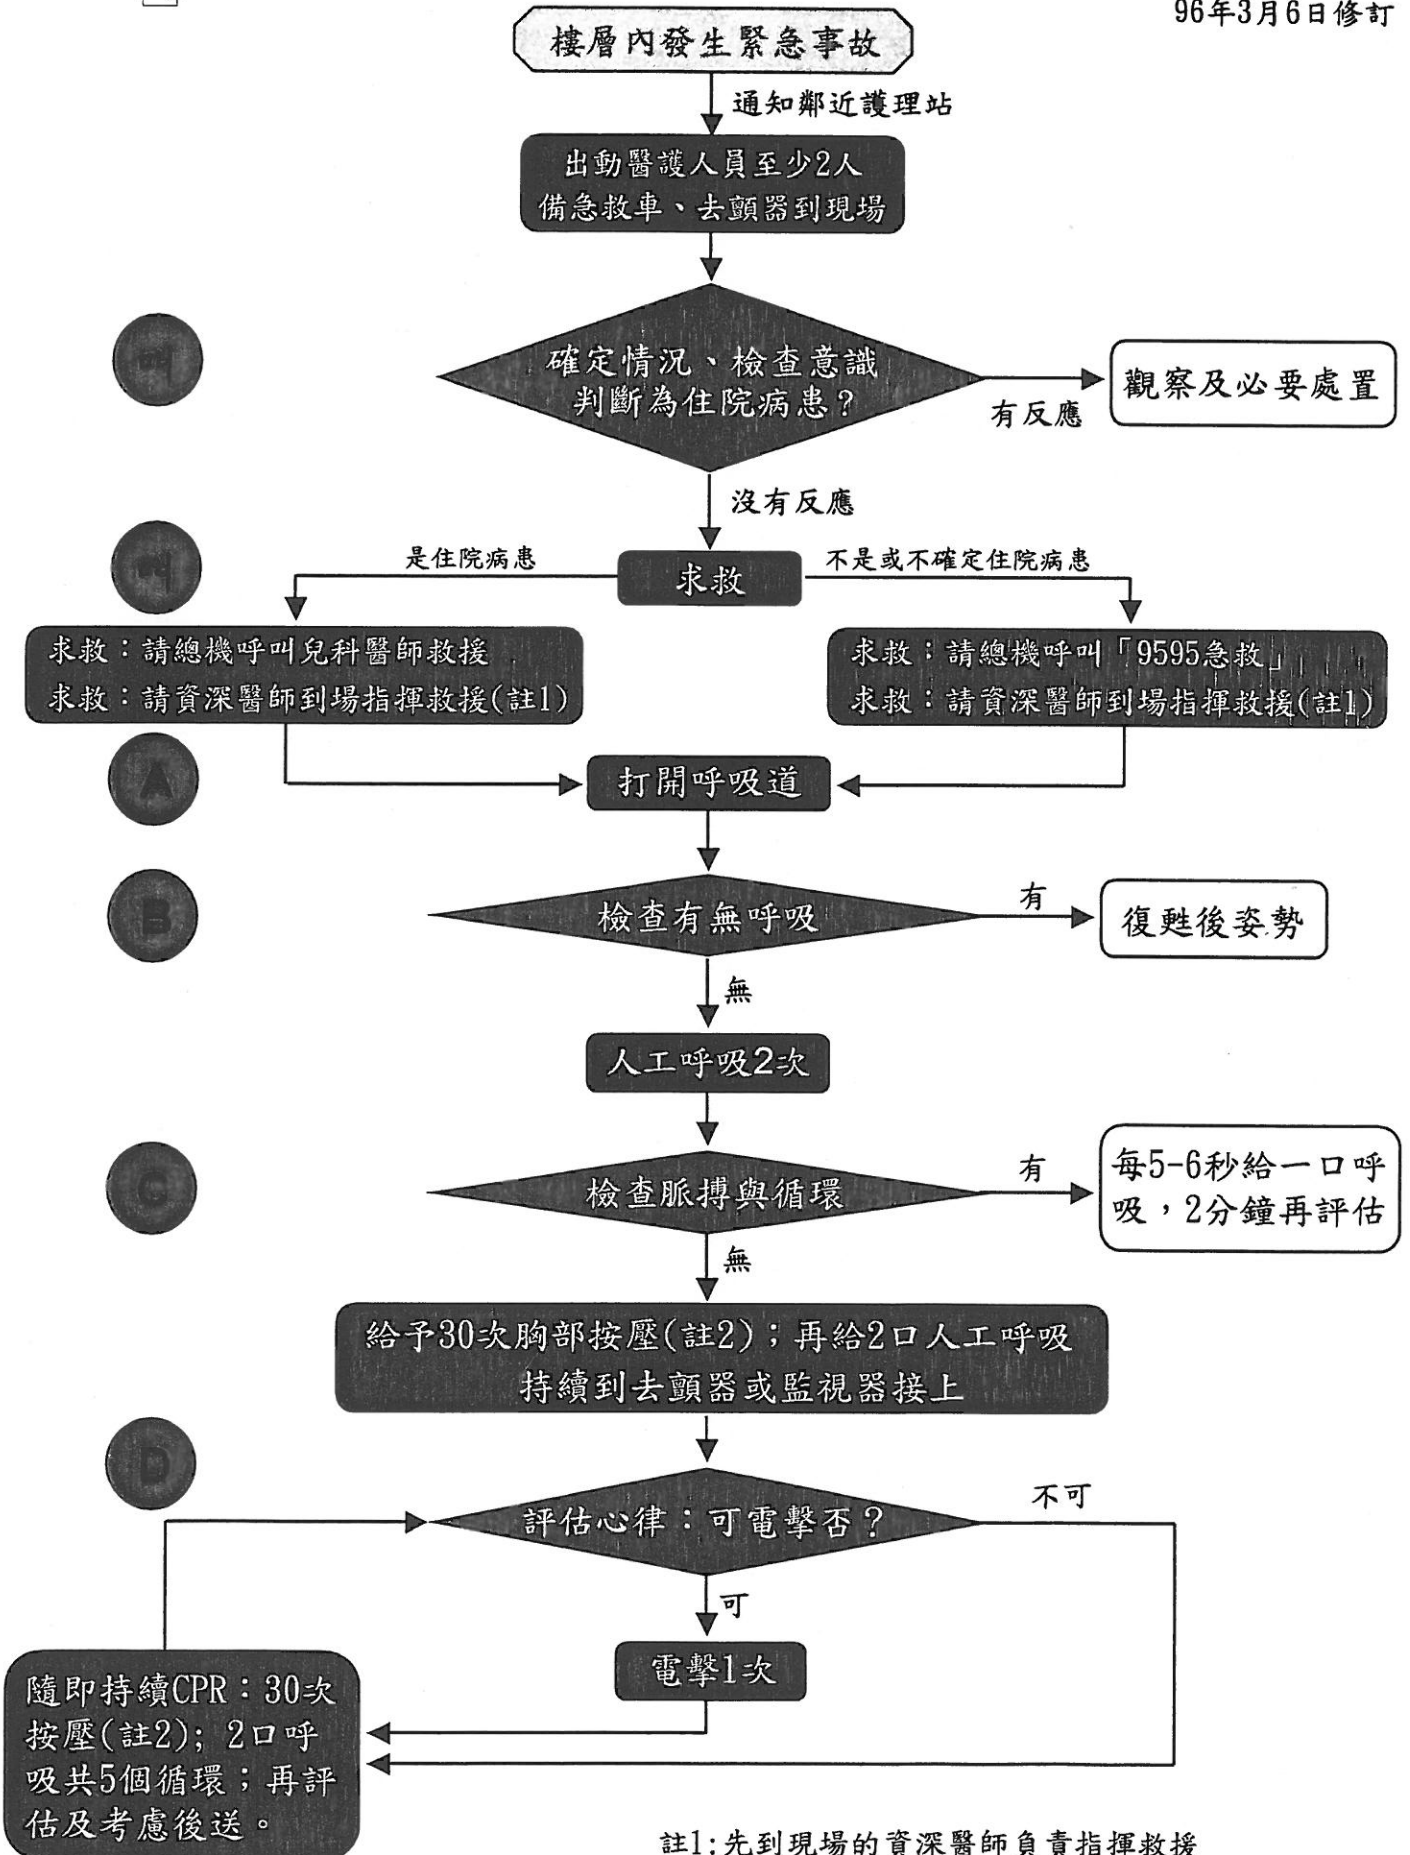 96年3月6日修訂
樓層內發生緊急事故
通知鄰近護理站
出動醫護人員至少2人
備急救車、去顫器到現場
叫
確定情況、檢查意識
判斷為住院病患？
有反應
觀察及必要處置
沒有反應
叫
是住院病患
求救
不是或不確定住院病患
求救：請總機呼叫兒科醫師救援
求救：請資深醫師到場指揮救援(註1)
求救：請總機呼叫「9595急救」
求救：請資深醫師到場指揮救援(註1)
A
打開呼吸道
B
檢查有無呼吸
有
復甦後姿勢
無
人工呼吸2次
C
檢查脈搏與循環
有
每5-6秒給一口呼
吸，2分鐘再評估
無
給予30次胸部按壓(註2)；再給2口人工呼吸
持續到去顫器或監視器接上
D
評估心律：可電擊否？
不可
可
電擊1次
隨即持續CPR：30次
按壓(註2); 2口呼
吸共5個循環；再評
估及考慮後送。
註1:先到現場的資深醫師負責指揮救援